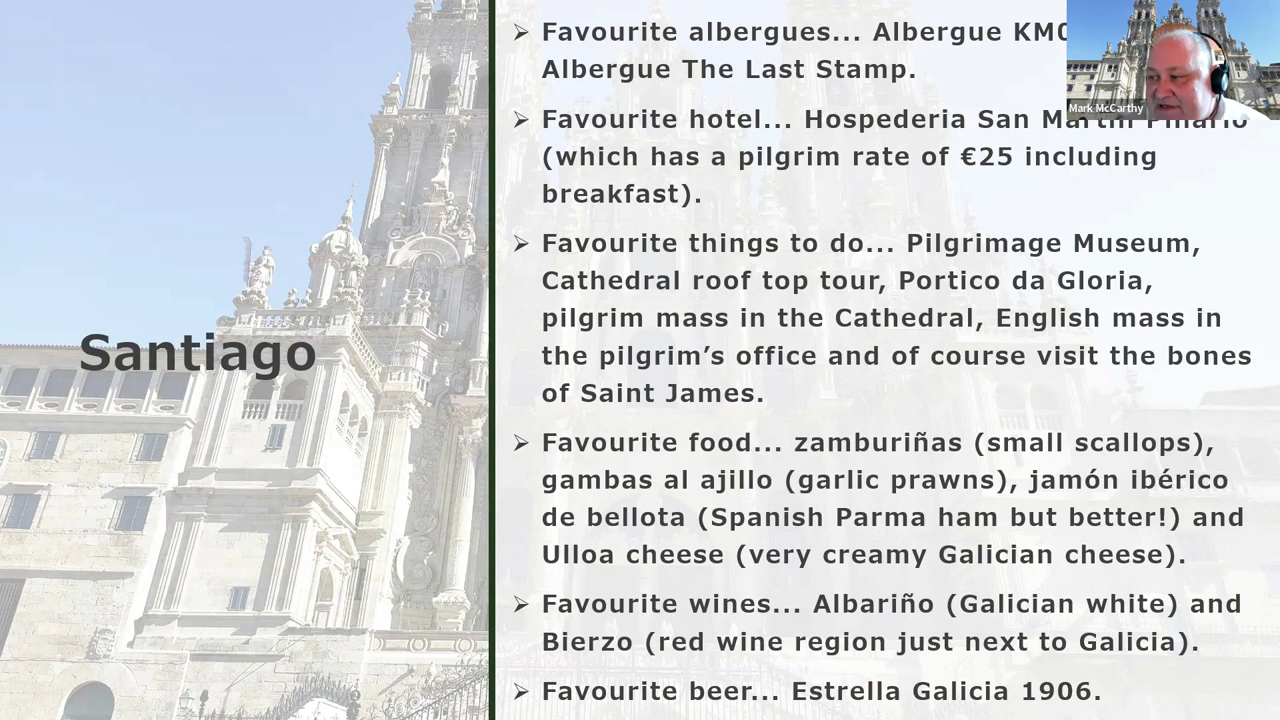 Favourite albergues... Albergue KM0
Albergue The Last Stamp.
Mark McCarthy
Favourite hotel... Hospederia San Martin Pinario
(which has a pilgrim rate of €25 including
breakfast).
Favourite things to do... Pilgrimage Museum,
Cathedral roof top tour, Portico da Gloria,
pilgrim mass in the Cathedral, English mass in
the pilgrim’s office and of course visit the bones
of Saint James.
Santiago
Favourite food... zamburiñas (small scallops),
gambas al ajillo (garlic prawns), jamón ibérico
de bellota (Spanish Parma ham but better!) and
Ulloa cheese (very creamy Galician cheese).
Favourite wines... Albariño (Galician white) and
Bierzo (red wine region just next to Galicia).
Favourite beer... Estrella Galicia 1906.